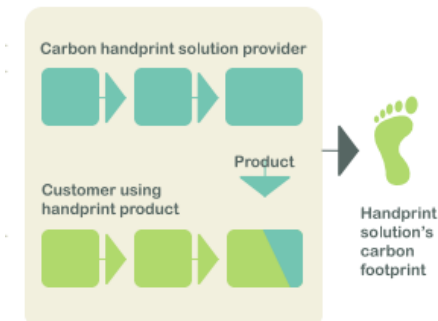 Carbon handprint solution provider
Product
Customer using
handprint product
Handprint
solution's
carbon
footprint